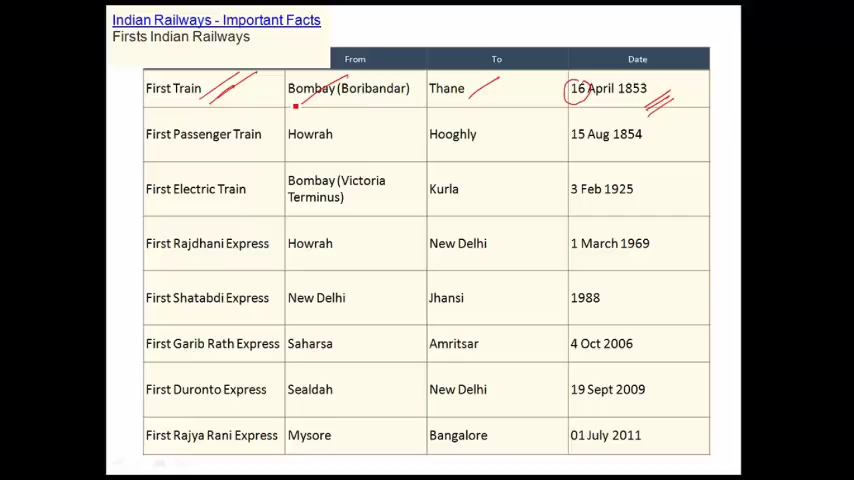 Indian Railways - Important Facts
Firsts Indian Railways
From To Date
First Train Bombay (Boribandar) Thane 16 April 1853
First Passenger Train Howrah Hooghly 15 Aug 1854
First Electric Train Bombay (Victoria Terminus) Kurla 3 Feb 1925
First Rajdhani Express Howrah New Delhi 1 March 1969
First Shatabdi Express New Delhi Jhansi 1988
First Garib Rath Express Saharsa Amritsar 4 Oct 2006
First Duronto Express Sealdah New Delhi 19 Sept 2009
First Rajya Rani Express Mysore Bangalore 01 July 2011